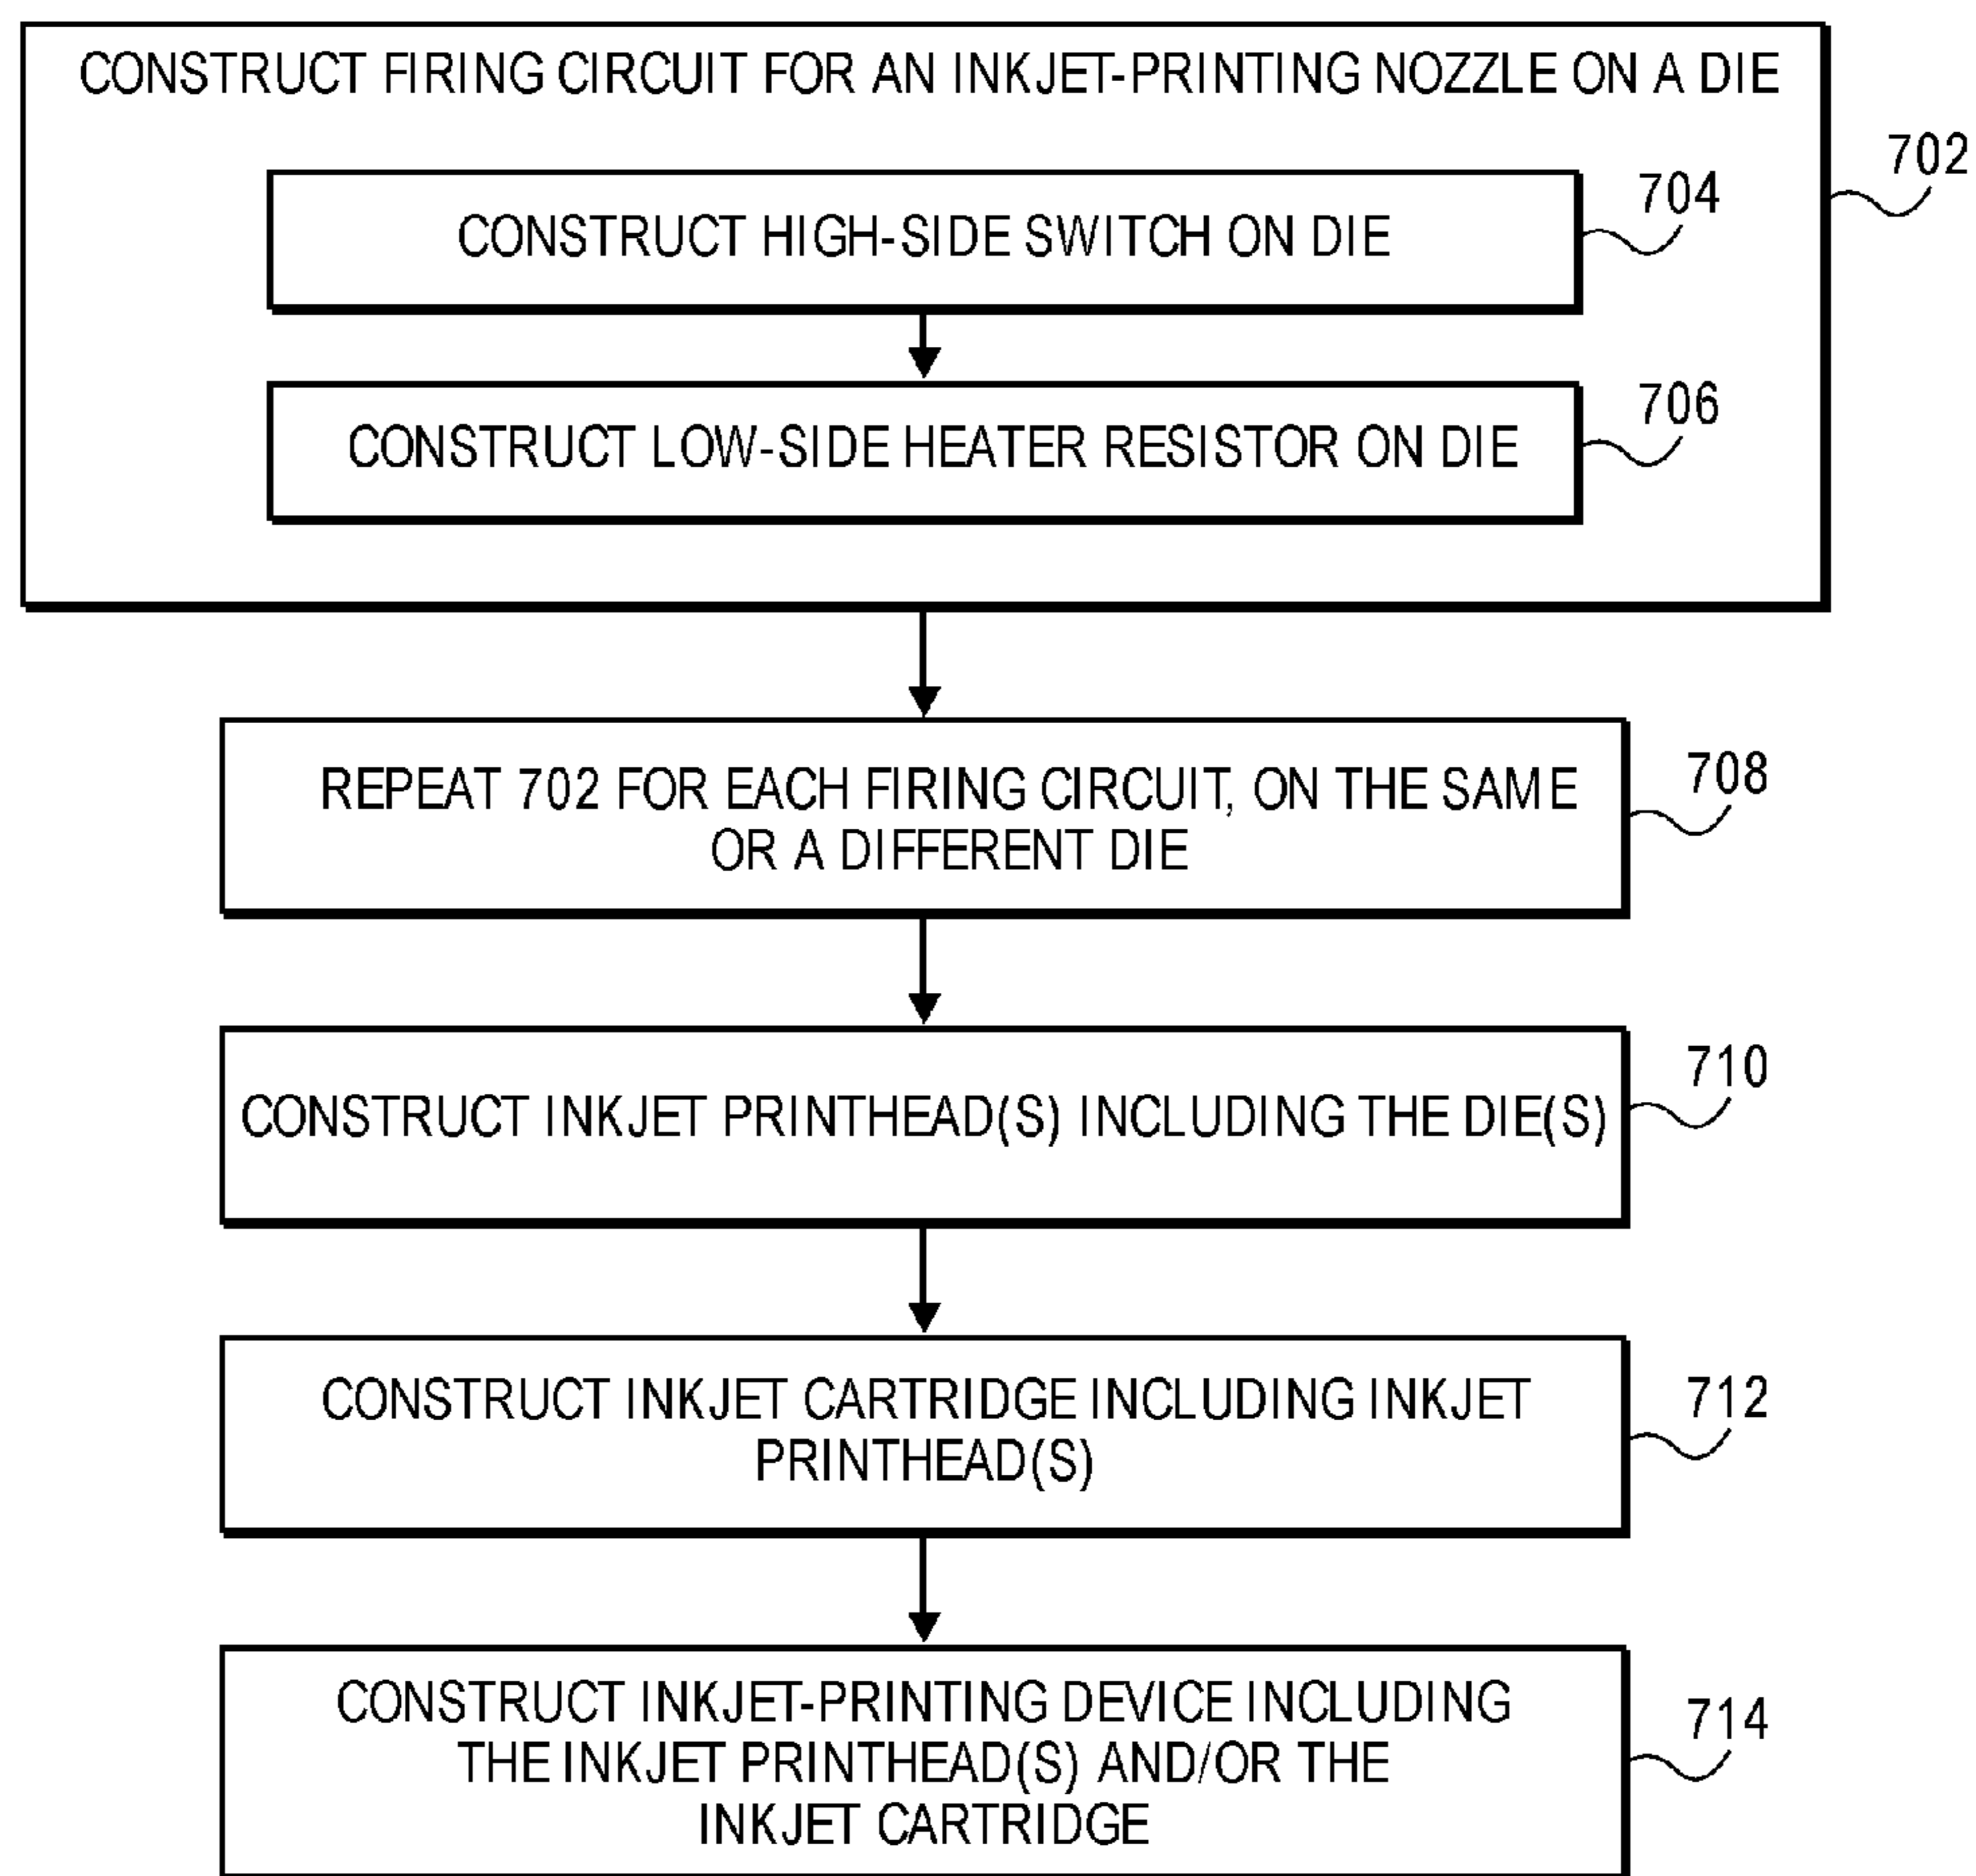 CONSTRUCT FIRING CIRCUIT FOR AN INKJET-PRINTING NOZZLE ON A DIE
702
704
CONSTRUCT HIGH-SIDE SWITCH ON DIE
706
CONSTRUCT LOW-SIDE HEATER RESISTOR ON DIE
708
REPEAT 702 FOR EACH FIRING CIRCUIT, ON THE SAME
OR A DIFFERENT DIE
710
CONSTRUCT INKJET PRINTHEAD(S) INCLUDING THE DIE(S)
712
CONSTRUCT INKJET CARTRIDGE INCLUDING INKJET
PRINTHEAD(S)
714
CONSTRUCT INKJET-PRINTING DEVICE INCLUDING
THE INKJET PRINTHEAD(S) AND/OR THE
INKJET CARTRIDGE